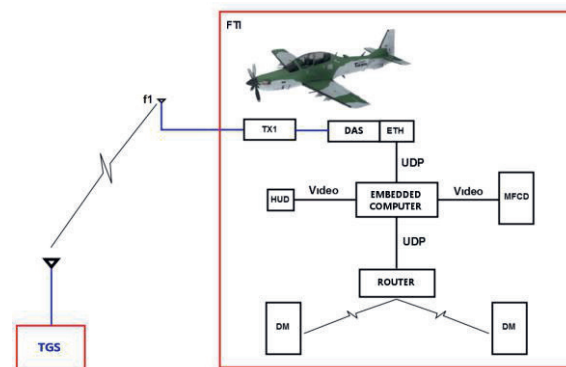 FTI
f1
TX1
DAS
ETH
UDP
HUD
Video
EMBEDDED
COMPUTER
Video
MFCD
UDP
ROUTER
DM
DM
TGS